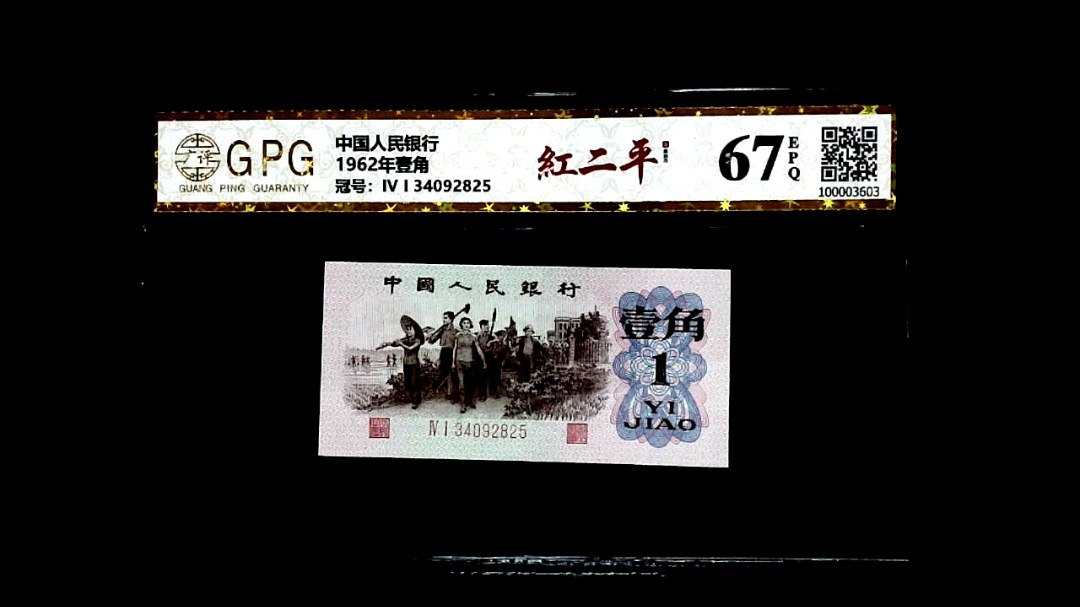 广评
GPG
GUANG PING GUARANTY
中国人民银行
1962年壹角
冠号：Ⅳ Ⅰ 34092825
紅二平
67
EPQ
100003603
中國人民銀行
壹角
1
YI
JIAO
Ⅳ Ⅰ 34092825